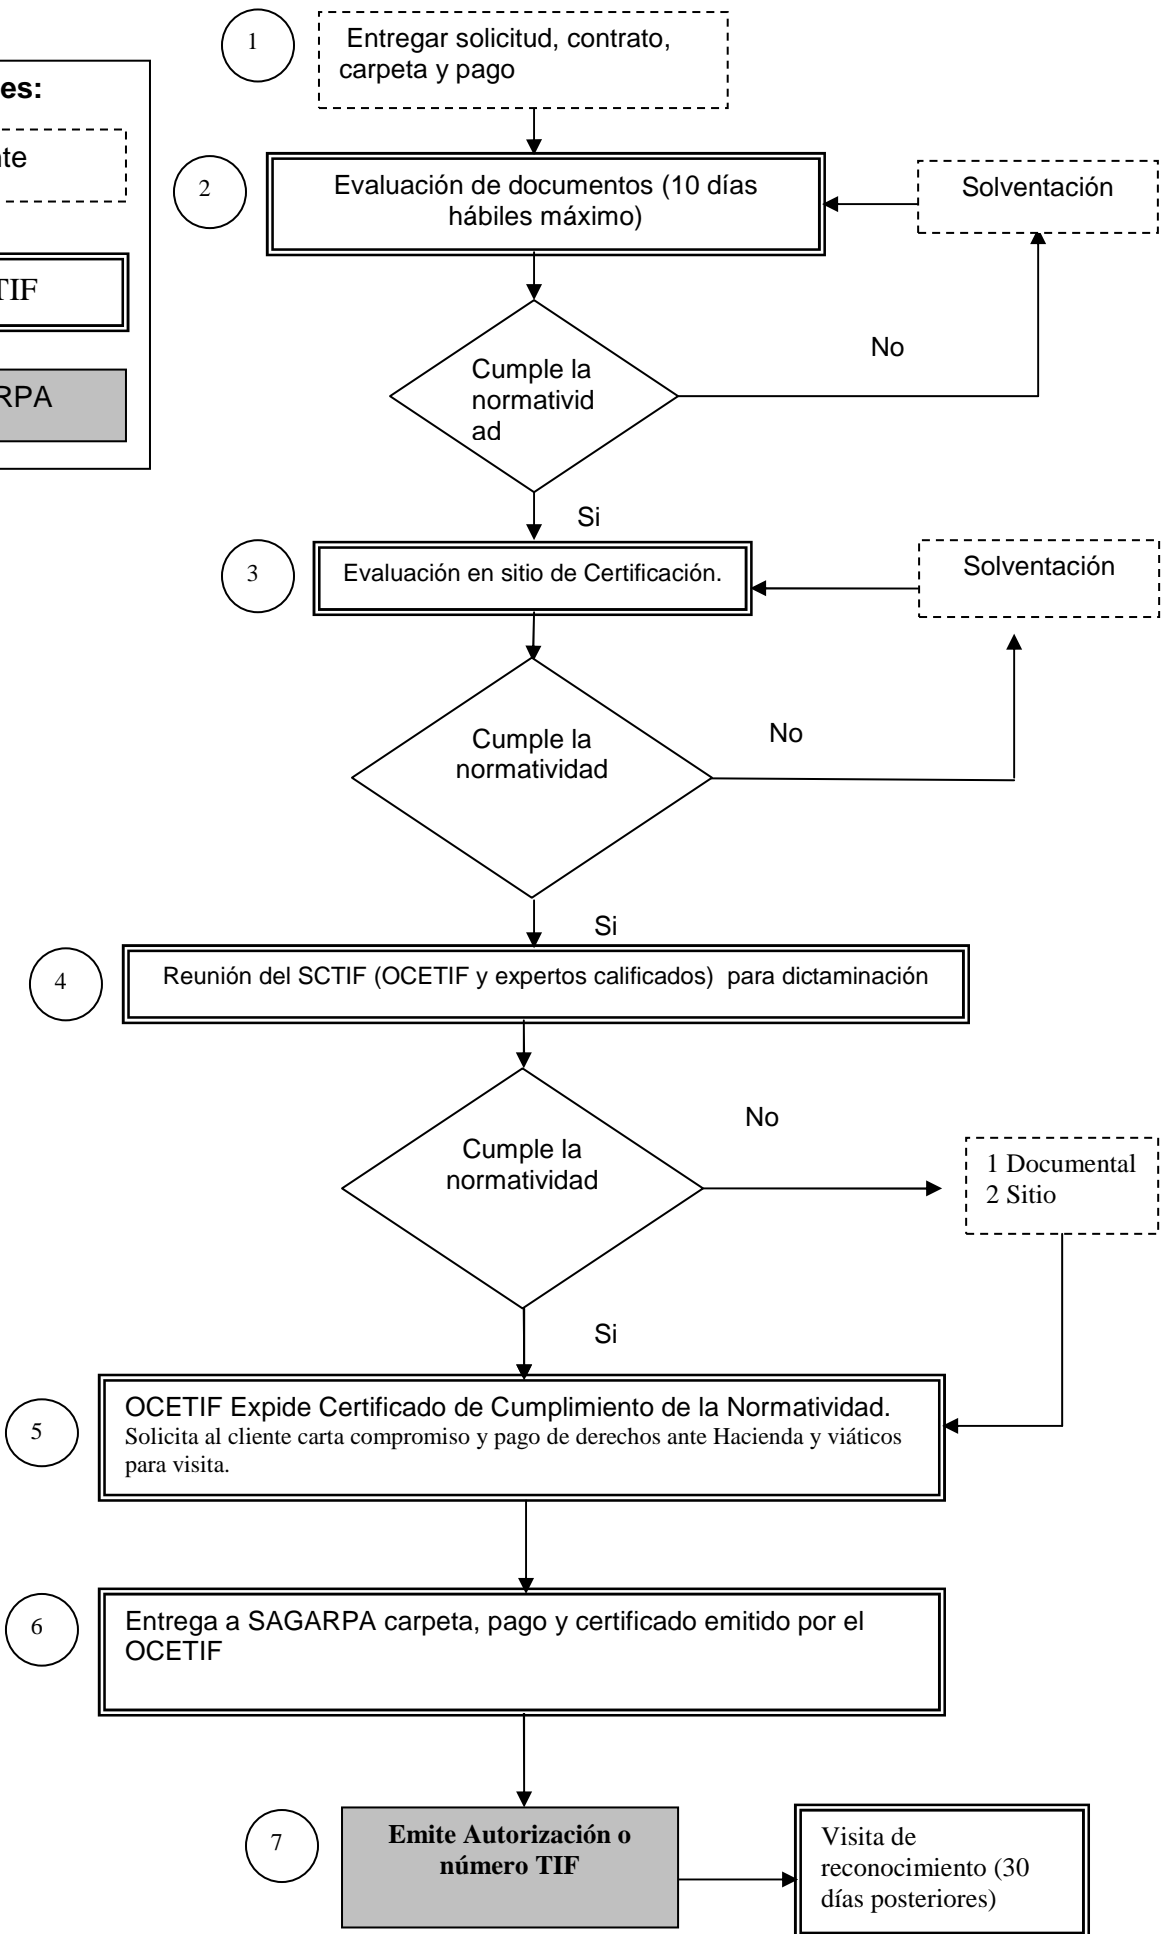 1
Entregar solicitud, contrato,
carpeta y pago
es:
te
TIF
RPA
2
Evaluación de documentos (10 días
hábiles máximo)
Solventación
Cumple la
normativid
ad
No
Si
3
Evaluación en sitio de Certificación.
Solventación
Cumple la
normatividad
No
Si
4
Reunión del SCTIF (OCETIF y expertos calificados) para dictaminación
Cumple la
normatividad
No
1 Documental
2 Sitio
Si
5
OCETIF Expide Certificado de Cumplimiento de la Normatividad.
Solicita al cliente carta compromiso y pago de derechos ante Hacienda y viáticos
para visita.
6
Entrega a SAGARPA carpeta, pago y certificado emitido por el
OCETIF
7
Emite Autorización o
número TIF
Visita de
reconocimiento (30
días posteriores)